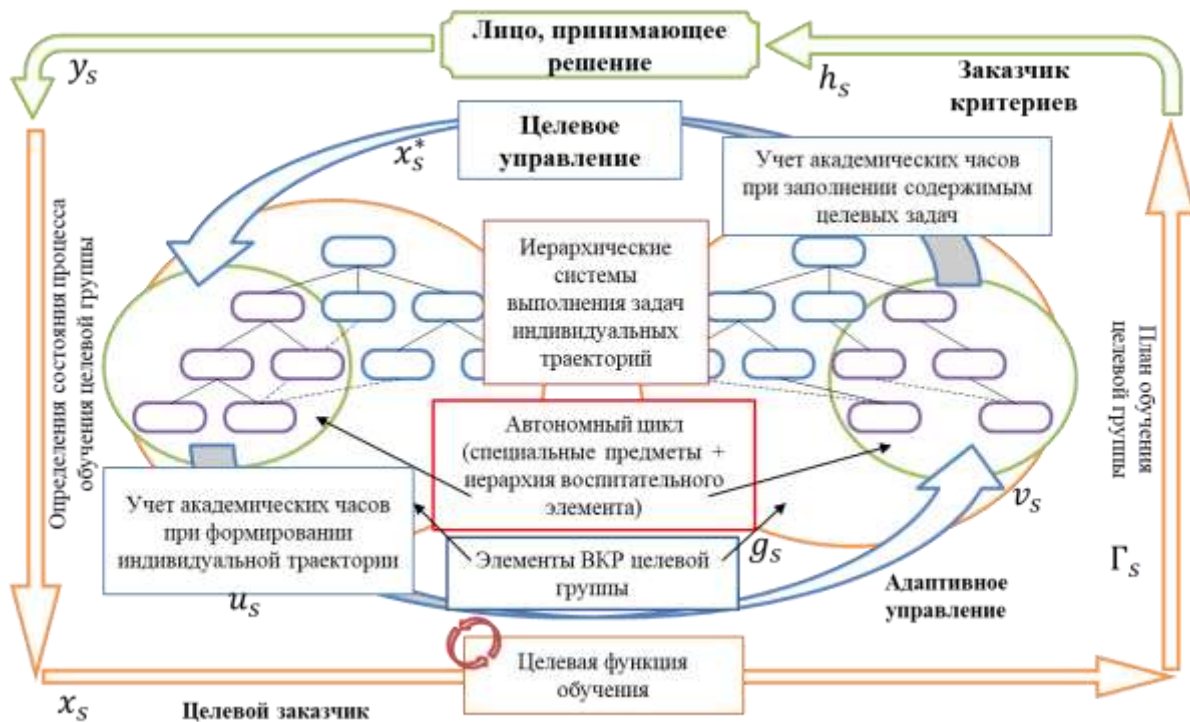 Лицо, принимающее
решение
y_s
h_s
Заказчик
критериев
Целевое
управление
x_s^*
Учет академических часов
при заполнении содержимым
целевых задач
Определения состояния процесса
обучения целевой группы
Иерархические
системы
выполнения задач
индивидуальных
траекторий
План обучения
целевой группы
Автономный цикл
(специальные предметы +
иерархия воспитательного
элемента)
v_s
Учет академических часов
при формировании
индивидуальной траектории
g_s
Элементы ВКР целевой
группы
u_s
Адаптивное
управление
Γ_s
Целевая функция
обучения
x_s
Целевой заказчик